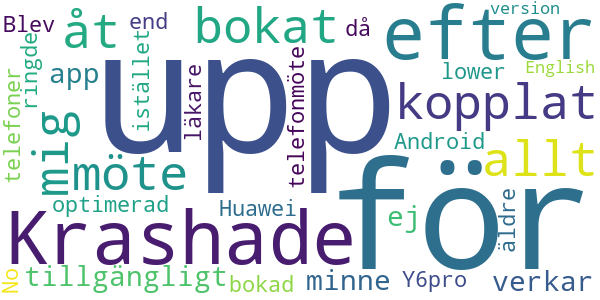 Blev
åt
bokat
då
efter
version
ringde
end
app
istället
läkare
upp
telefonmöte
lower
English
telefoner
mig
möte
kopplat
Android
allt
optimerad
Krashade
Huawei
för
ej
äldre
No
tillgängligt
bokad
minne
Y6pro
verkar